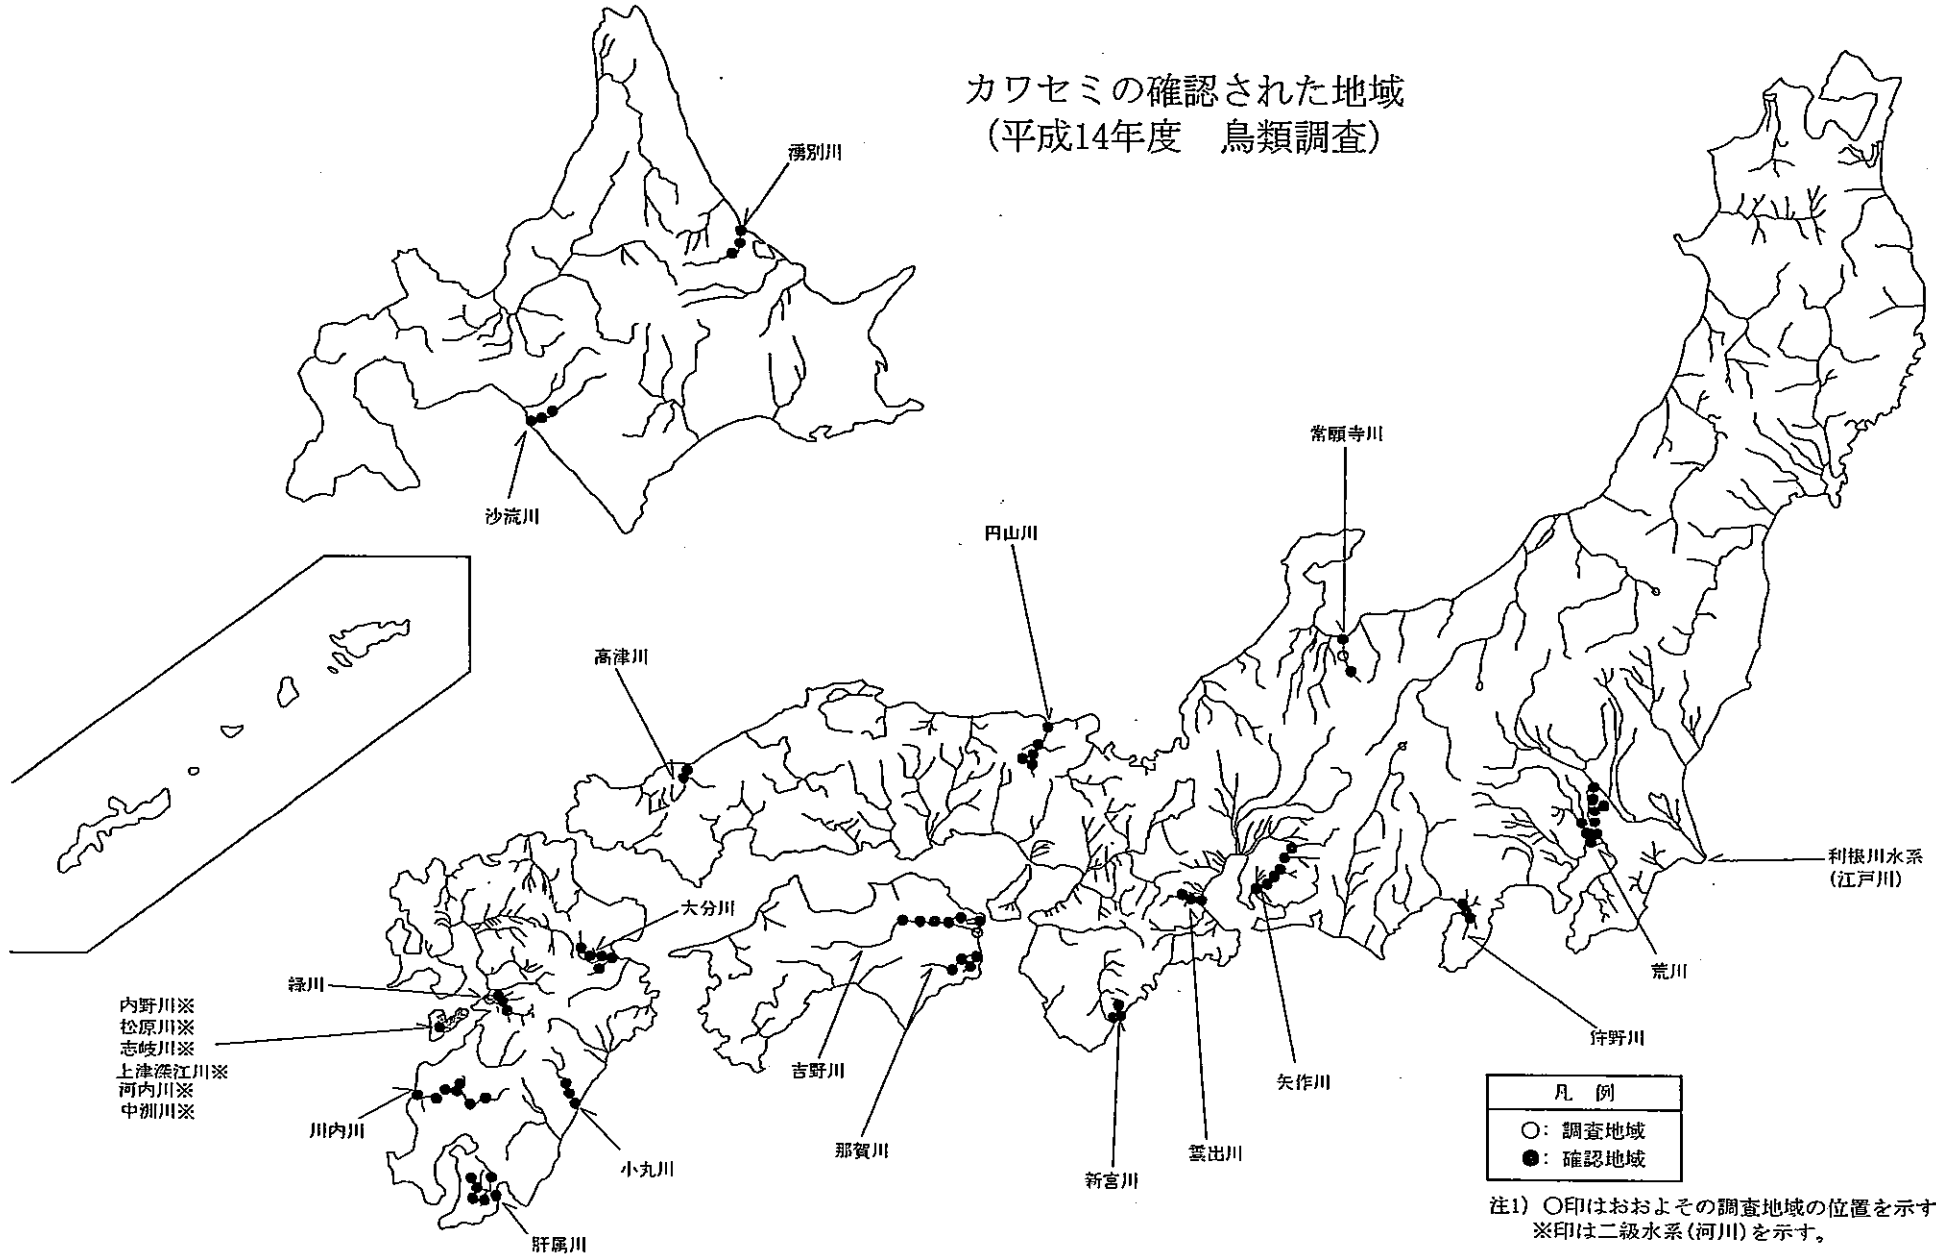 カワセミの確認された地域
(平成14年度 鳥類調査)
湧別川
沙流川
常願寺川
円山川
高津川
利根川水系
(江戸川)
大分川
荒川
緑川
内野川※
松原川※
志岐川※
上津深江川※
河内川※
中洲川※
狩野川
吉野川
矢作川
川内川
那賀川
雲出川
小丸川
新宮川
肝属川
凡 例
○: 調査地域
●: 確認地域
注1) ○印はおおよその調査地域の位置を示す
※印は二級水系(河川)を示す。